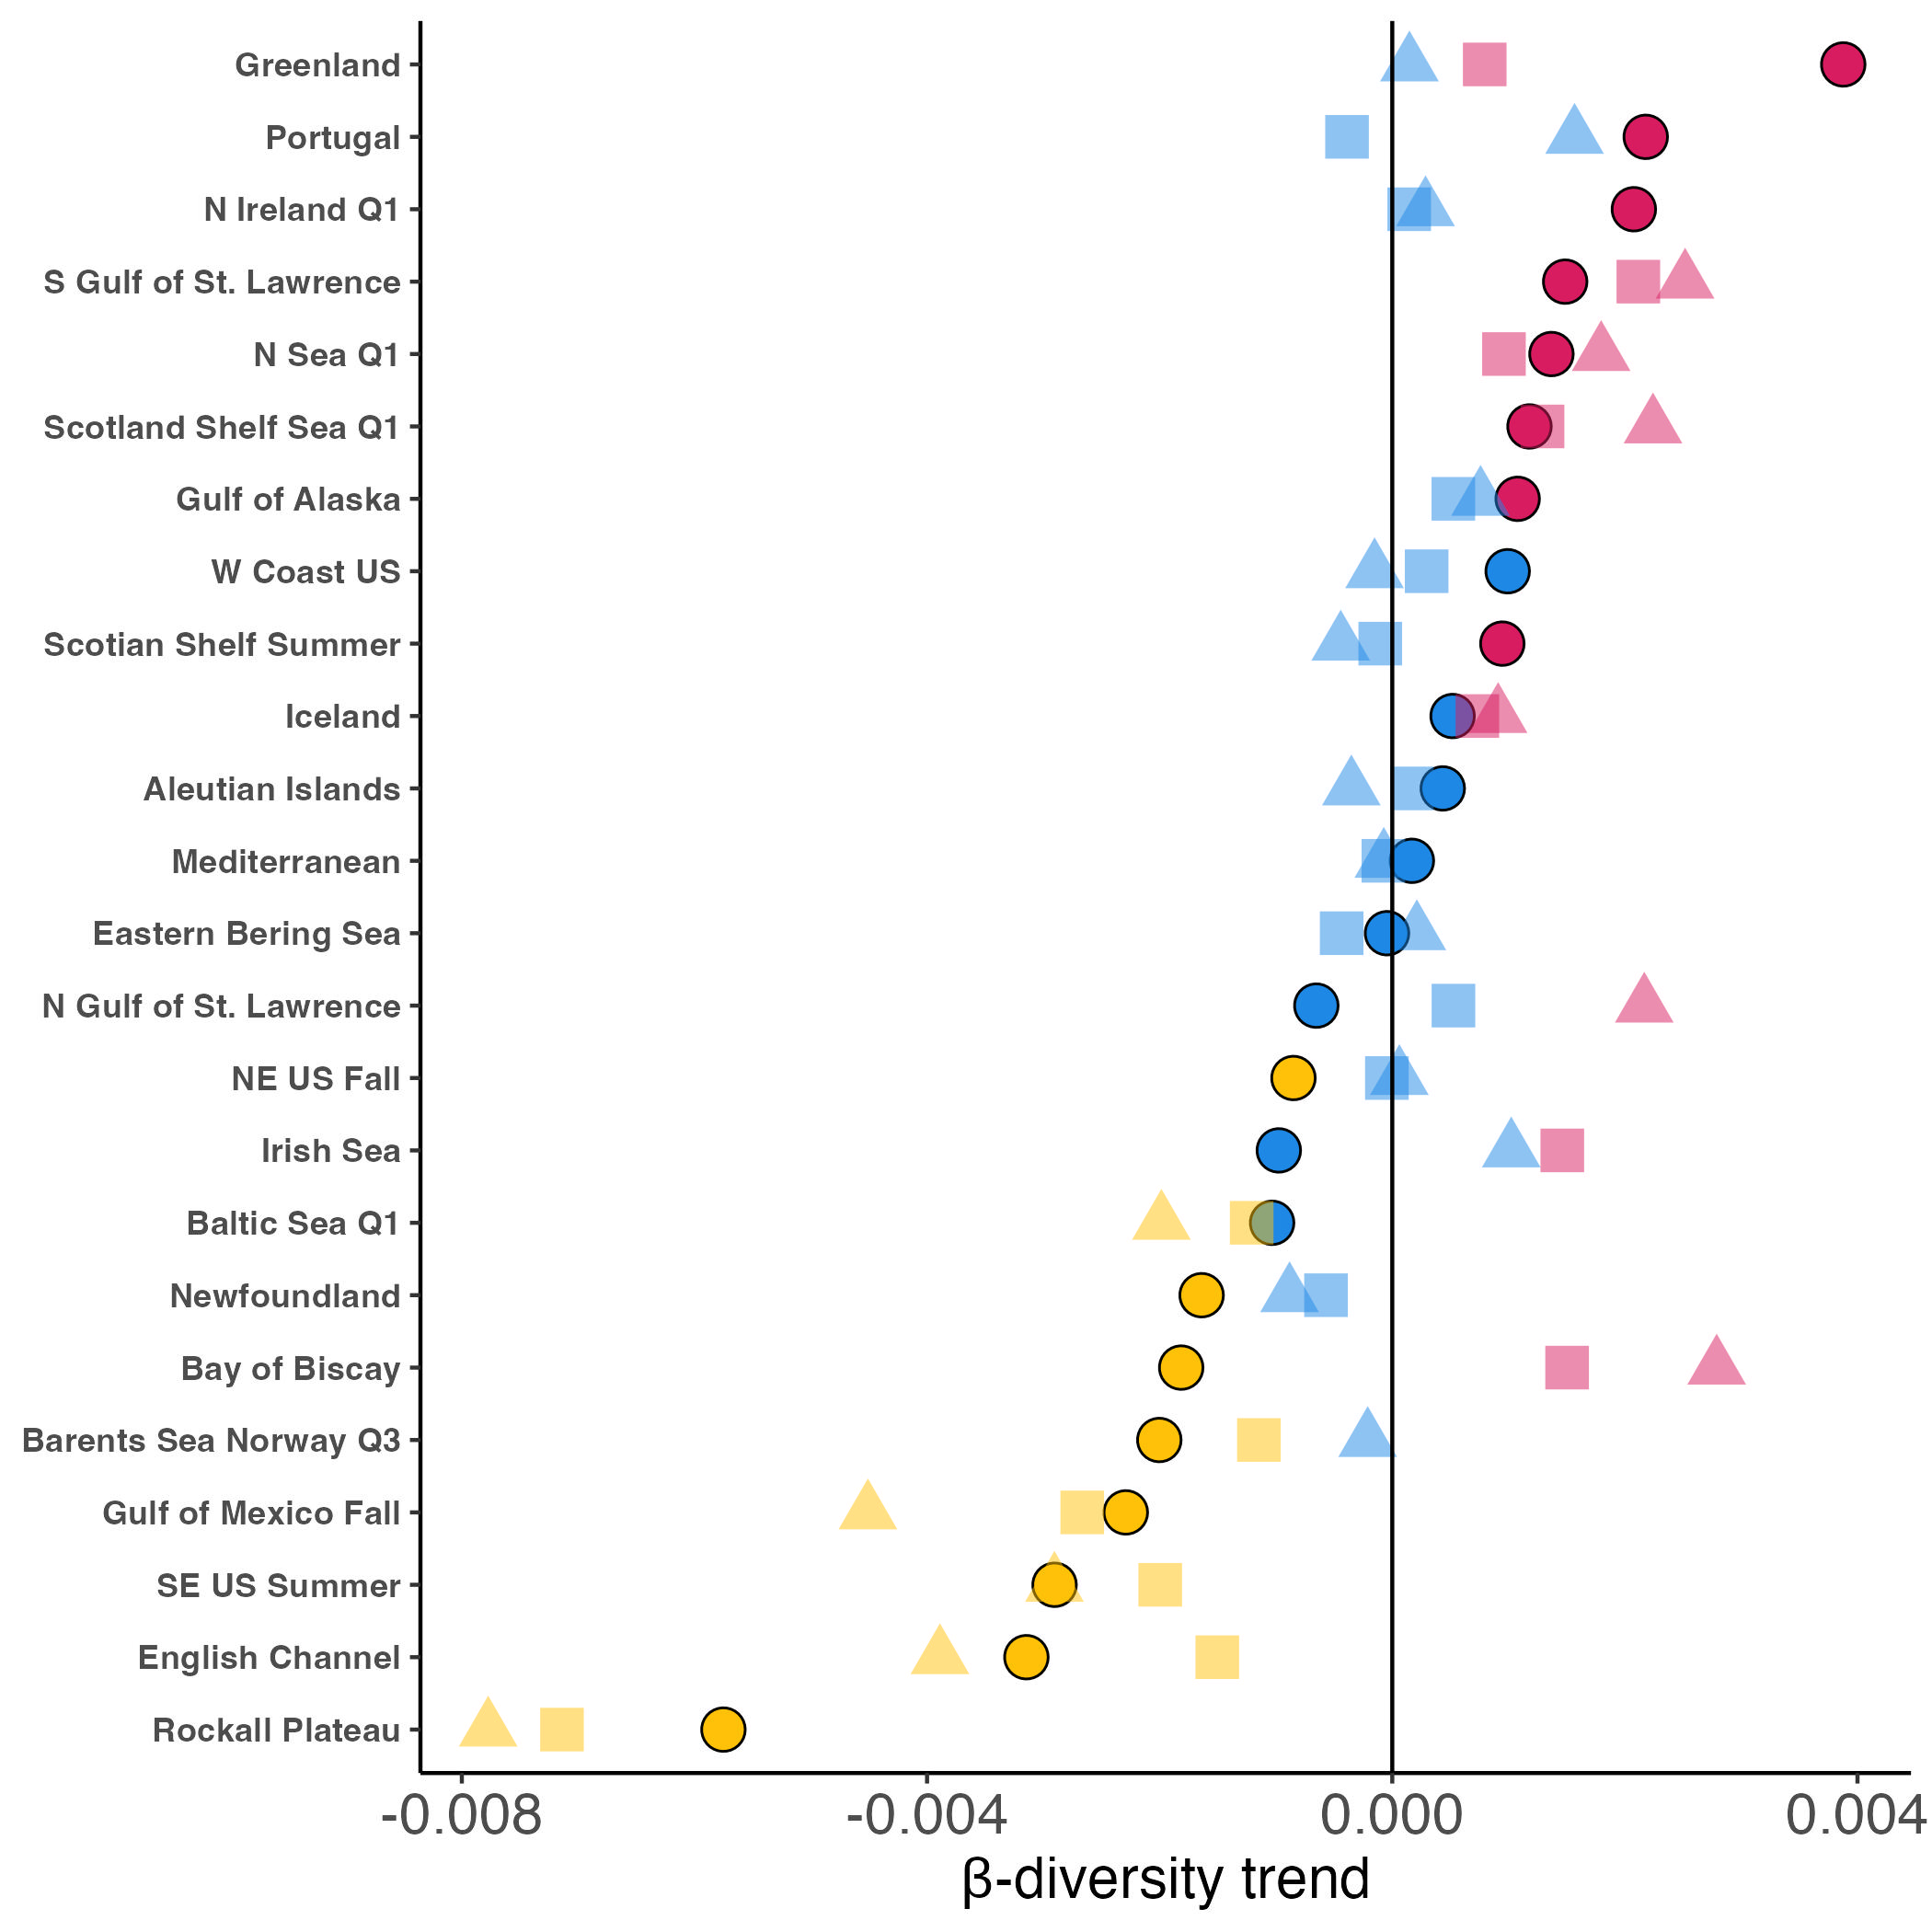 Greenland
Portugal
N Ireland Q1
S Gulf of St. Lawrence
N Sea Q1
Scotland Shelf Sea Q1
Gulf of Alaska
W Coast US
Scotian Shelf Summer
Iceland
Aleutian Islands
Mediterranean
Eastern Bering Sea
N Gulf of St. Lawrence
NE US Fall
Irish Sea
Baltic Sea Q1
Newfoundland
Bay of Biscay
Barents Sea Norway Q3
Gulf of Mexico Fall
SE US Summer
English Channel
Rockall Plateau
-0.008 -0.004 0.000 0.004
β-diversity trend